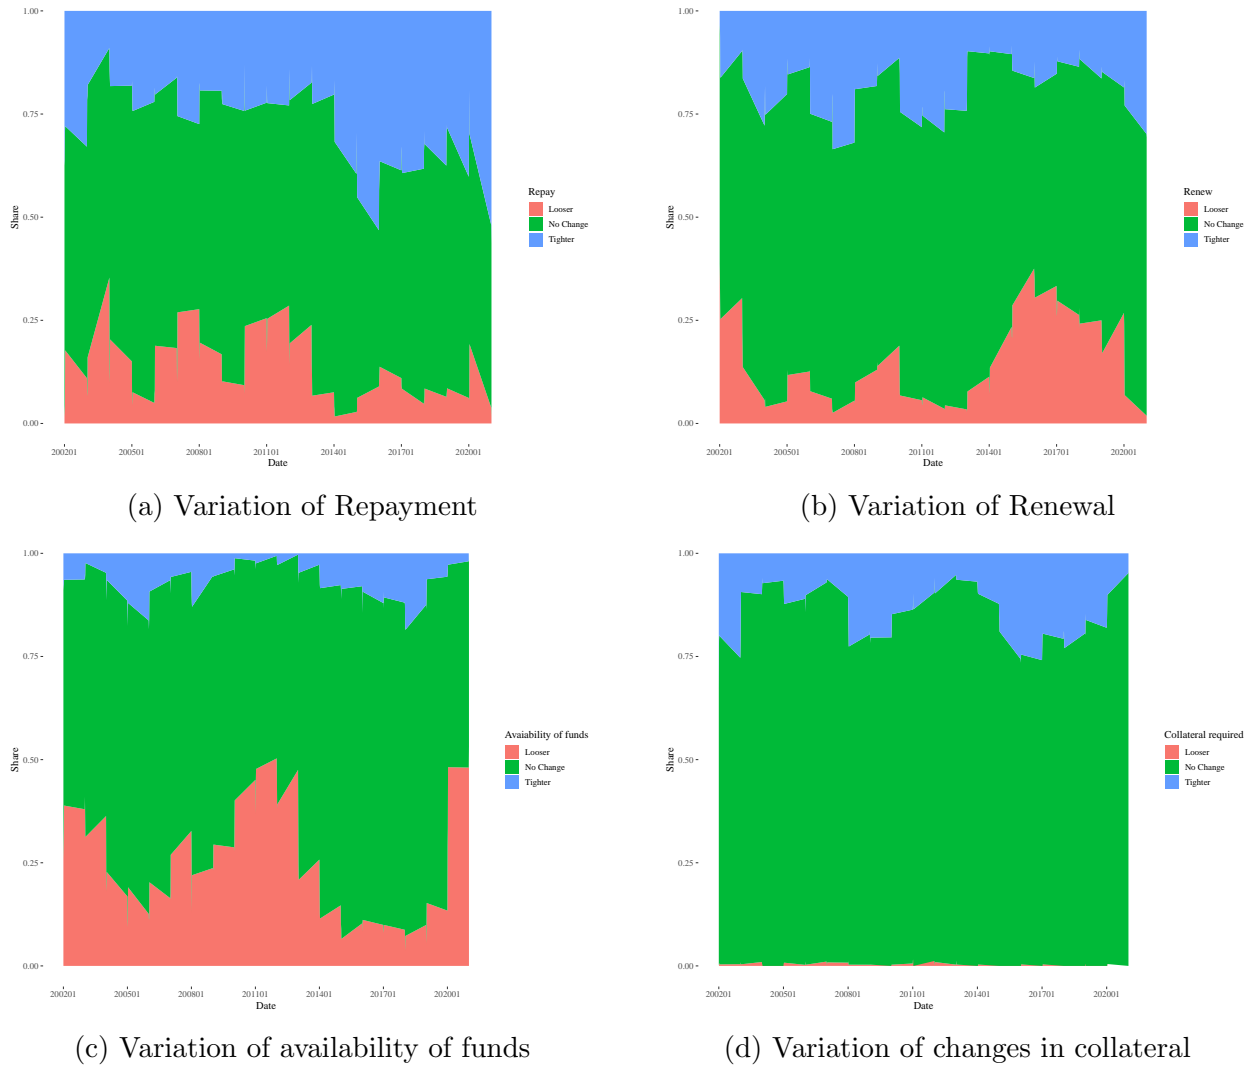 1.00
0.75
0.50
0.25
0.00
Share
200201 200501 200801 201101 201401 201701 202001
Date
Repay
Looser
No Change
Tighter
(a) Variation of Repayment
1.00
0.75
0.50
0.25
0.00
Share
200201 200501 200801 201101 201401 201701 202001
Date
Renew
Looser
No Change
Tighter
(b) Variation of Renewal
1.00
0.75
0.50
0.25
0.00
Share
200201 200501 200801 201101 201401 201701 202001
Date
Avaiability of funds
Looser
No Change
Tighter
(c) Variation of availability of funds
1.00
0.75
0.50
0.25
0.00
Share
200201 200501 200801 201101 201401 201701 202001
Date
Collateral required
Looser
No Change
Tighter
(d) Variation of changes in collateral